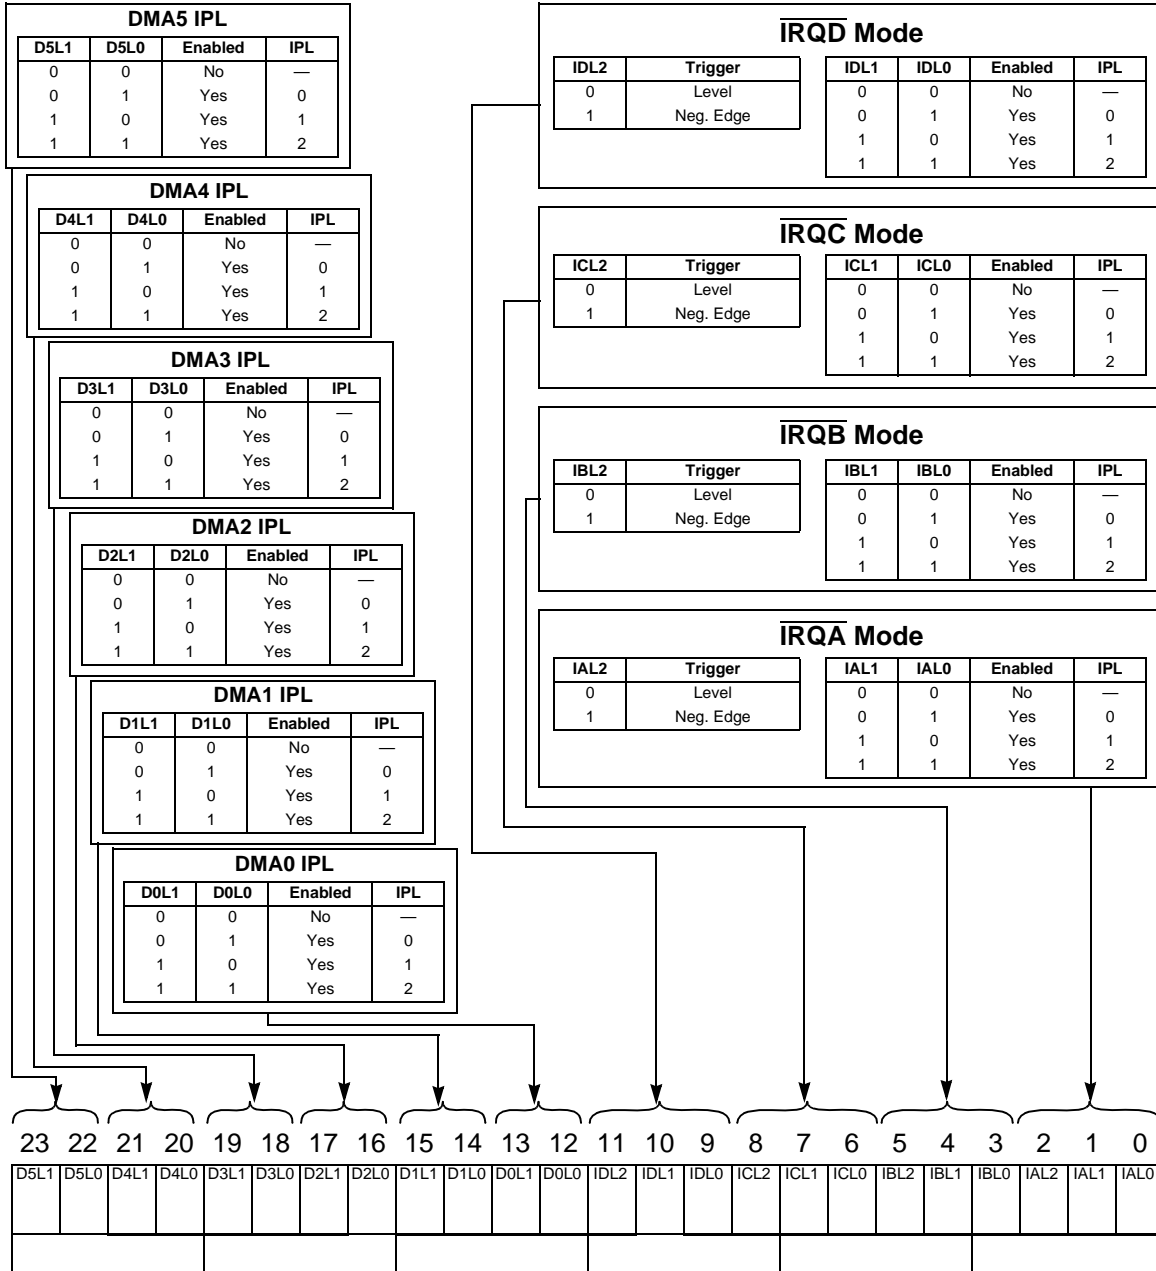 DMA5 IPL
D5L1 D5L0 Enabled IPL
0 0 No —
0 1 Yes 0
1 0 Yes 1
1 1 Yes 2
DMA4 IPL
D4L1 D4L0 Enabled IPL
0 0 No —
0 1 Yes 0
1 0 Yes 1
1 1 Yes 2
DMA3 IPL
D3L1 D3L0 Enabled IPL
0 0 No —
0 1 Yes 0
1 0 Yes 1
1 1 Yes 2
DMA2 IPL
D2L1 D2L0 Enabled IPL
0 0 No —
0 1 Yes 0
1 0 Yes 1
1 1 Yes 2
DMA1 IPL
D1L1 D1L0 Enabled IPL
0 0 No —
0 1 Yes 0
1 0 Yes 1
1 1 Yes 2
DMA0 IPL
D0L1 D0L0 Enabled IPL
0 0 No —
0 1 Yes 0
1 0 Yes 1
1 1 Yes 2
IRQD Mode
IDL2 Trigger
0 Level
1 Neg. Edge
IDL1 IDL0 Enabled IPL
0 0 No —
0 1 Yes 0
1 0 Yes 1
1 1 Yes 2
IRQC Mode
ICL2 Trigger
0 Level
1 Neg. Edge
ICL1 ICL0 Enabled IPL
0 0 No —
0 1 Yes 0
1 0 Yes 1
1 1 Yes 2
IRQB Mode
IBL2 Trigger
0 Level
1 Neg. Edge
IBL1 IBL0 Enabled IPL
0 0 No —
0 1 Yes 0
1 0 Yes 1
1 1 Yes 2
IRQA Mode
IAL2 Trigger
0 Level
1 Neg. Edge
IAL1 IAL0 Enabled IPL
0 0 No —
0 1 Yes 0
1 0 Yes 1
1 1 Yes 2
23 22 21 20 19 18 17 16 15 14 13 12 11 10 9 8 7 6 5 4 3 2 1 0
D5L1 D5L0 D4L1 D4L0 D3L1 D3L0 D2L1 D2L0 D1L1 D1L0 D0L1 D0L0 IDL2 IDL1 IDL0 ICL2 ICL1 ICL0 IBL2 IBL1 IBL0 IAL2 IAL1 IAL0